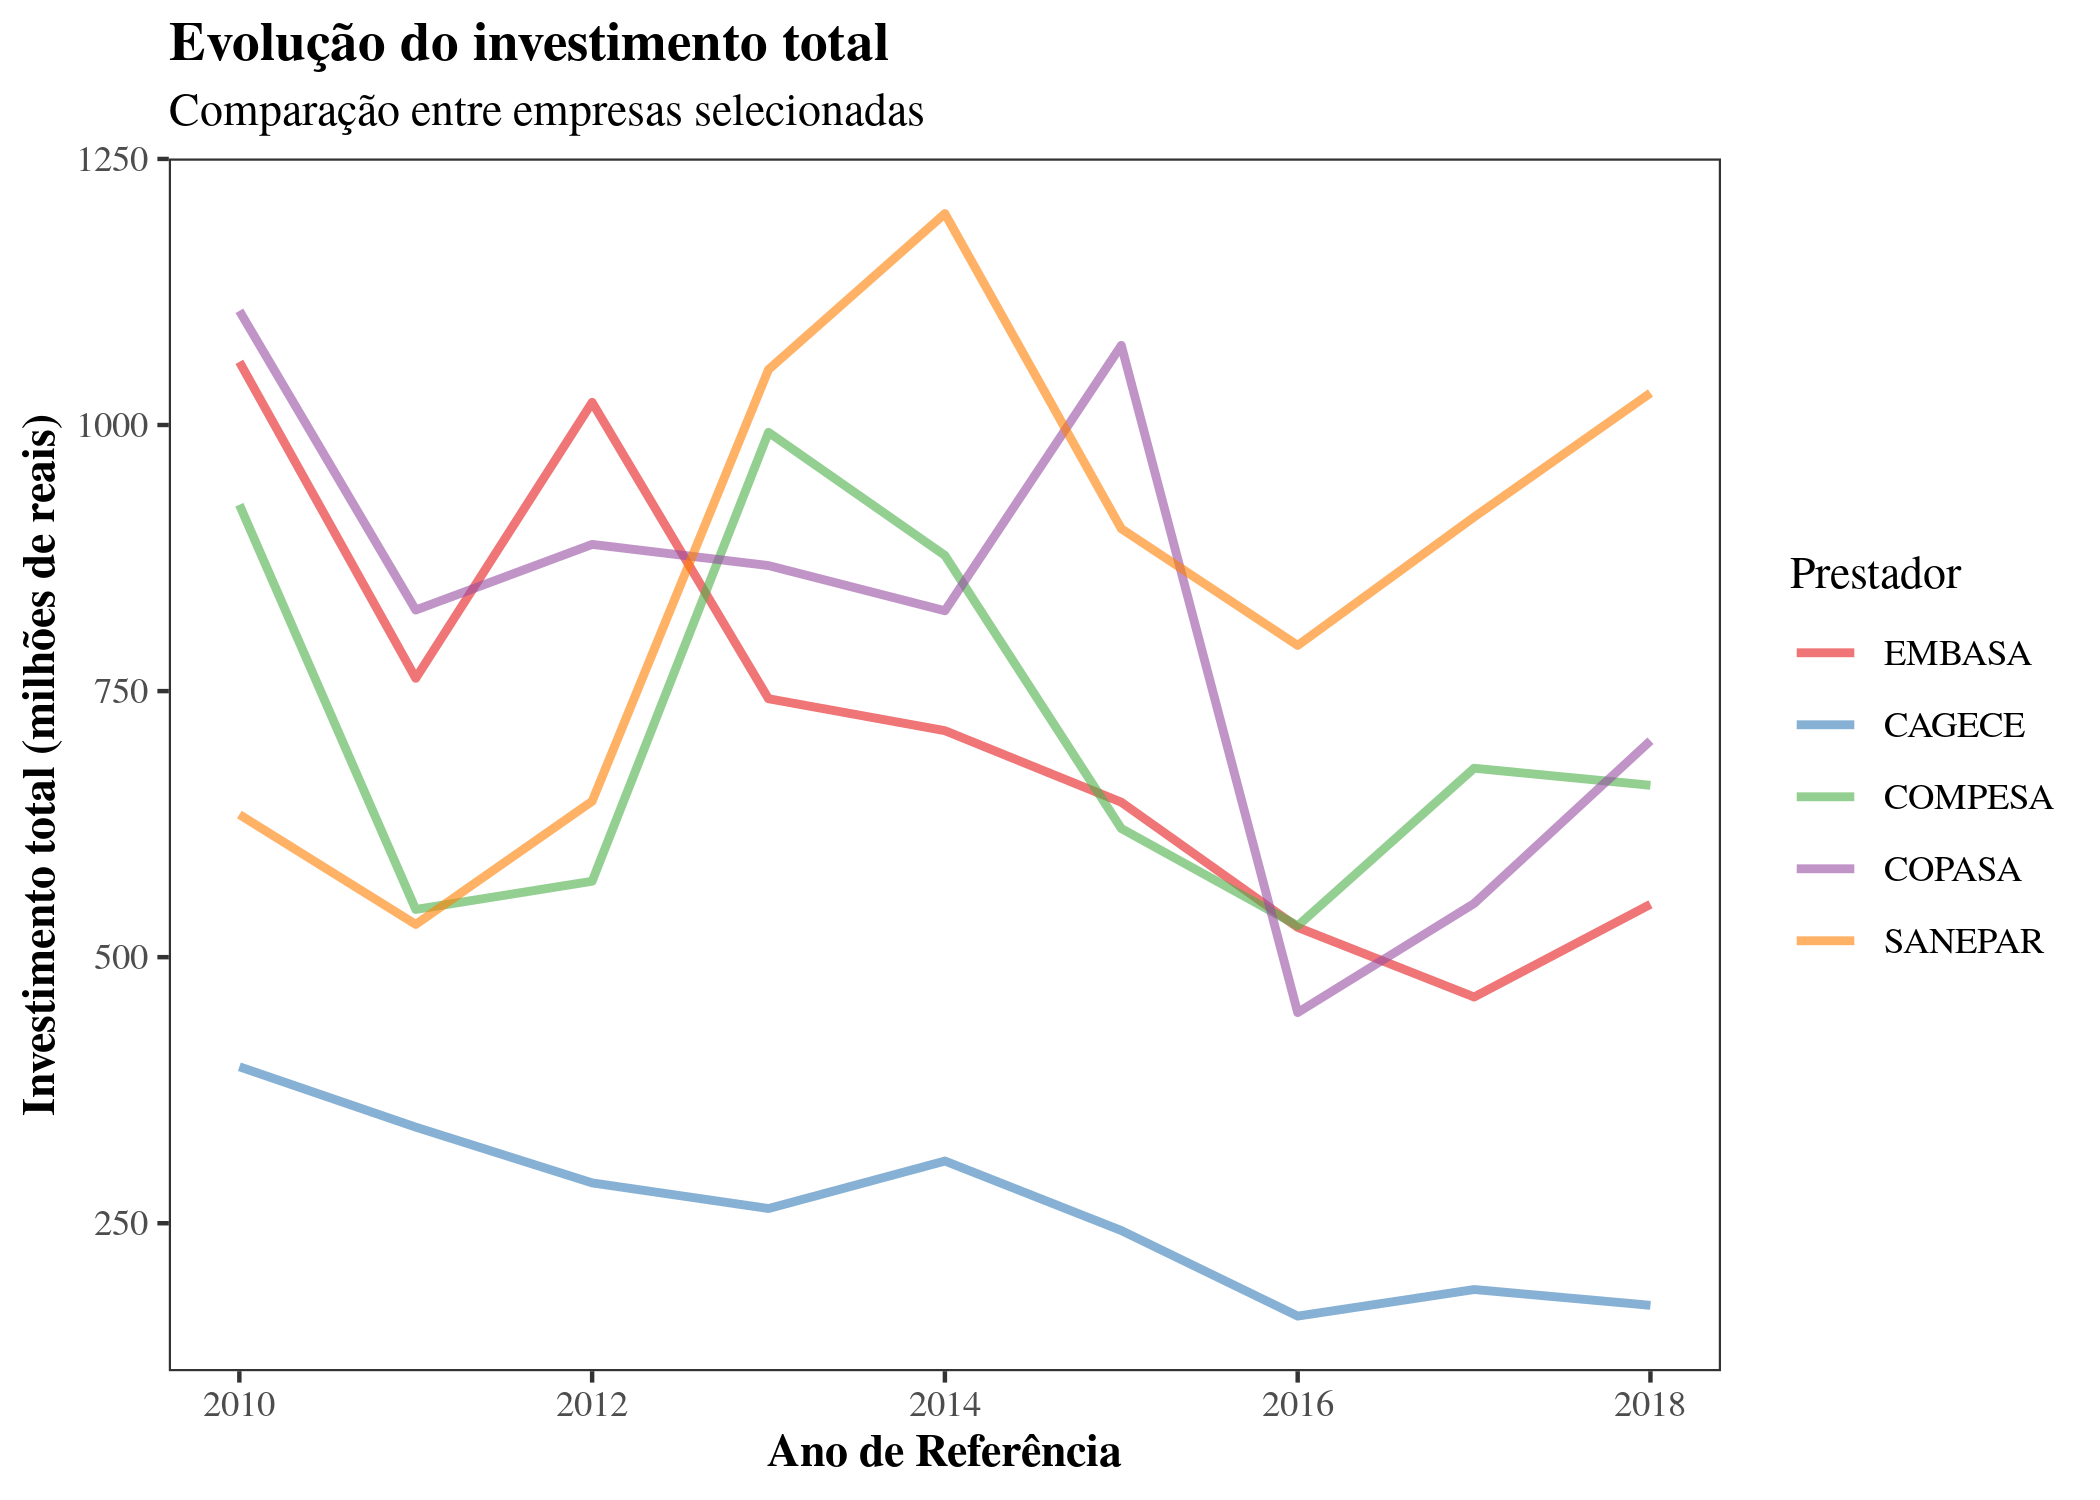 Evolução do investimento total
Comparação entre empresas selecionadas
Investimento total (milhões de reais)
1250
1000
750
500
250
2010
2012
2014
2016
2018
Ano de Referência
Prestador
EMBASA
CAGECE
COMPESA
COPASA
SANEPAR